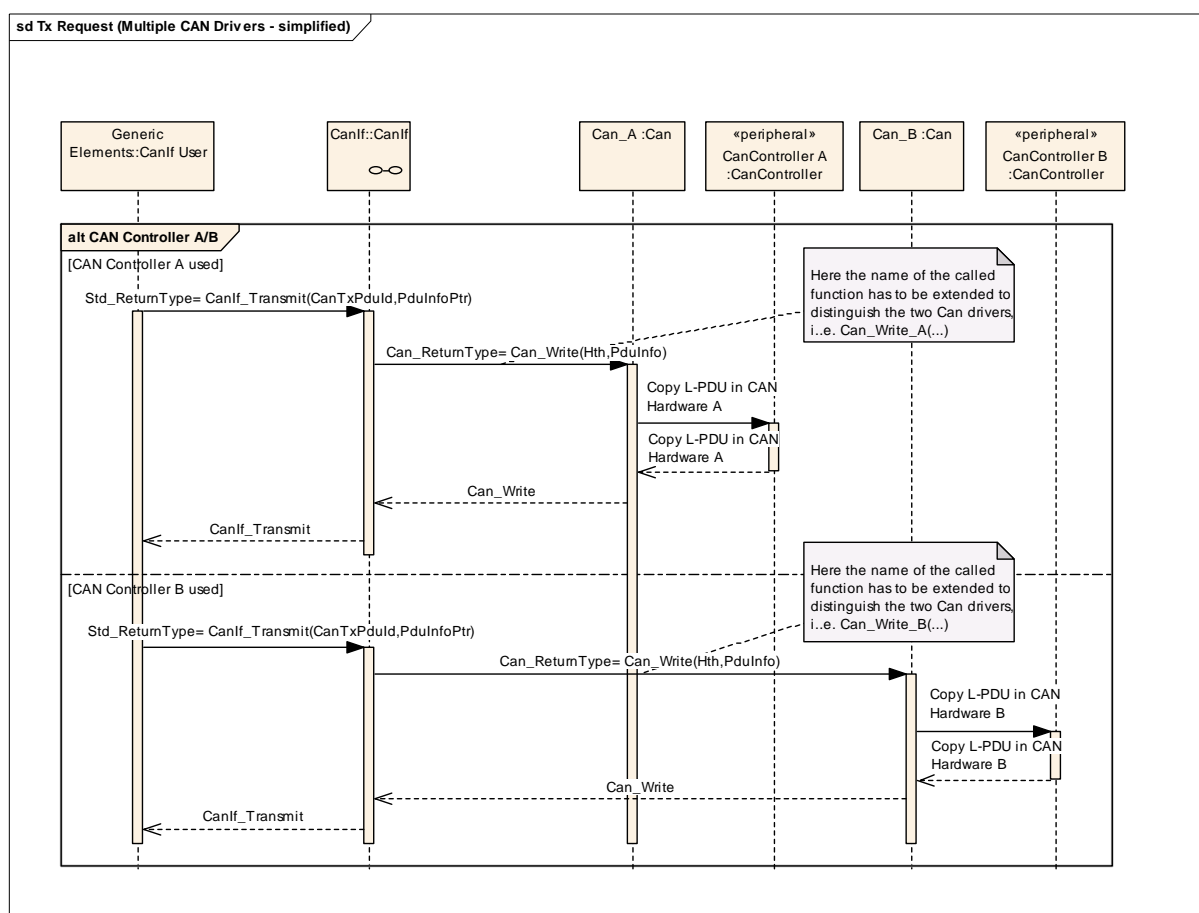 sd Tx Request (Multiple CAN Drivers - simplified)
Generic
Elements::CanIf User
CanIf::CanIf
Can_A :Can
«peripheral»
CanController A
:CanController
Can_B :Can
«peripheral»
CanController B
:CanController
alt CAN Controller A/B
[CAN Controller A used]
Here the name of the called
function has to be extended to
distinguish the two Can drivers,
i..e. Can_Write_A(...)
Std_ReturnType= CanIf_Transmit(CanTxPduId,PduInfoPtr)
Can_ReturnType= Can_Write(Hth,PduInfo)
Copy L-PDU in CAN
Hardware A
Copy L-PDU in CAN
Hardware A
Can_Write
CanIf_Transmit
[CAN Controller B used]
Here the name of the called
function has to be extended to
distinguish the two Can drivers,
i..e. Can_Write_B(...)
Std_ReturnType= CanIf_Transmit(CanTxPduId,PduInfoPtr)
Can_ReturnType= Can_Write(Hth,PduInfo)
Copy L-PDU in CAN
Hardware B
Copy L-PDU in CAN
Hardware B
Can_Write
CanIf_Transmit